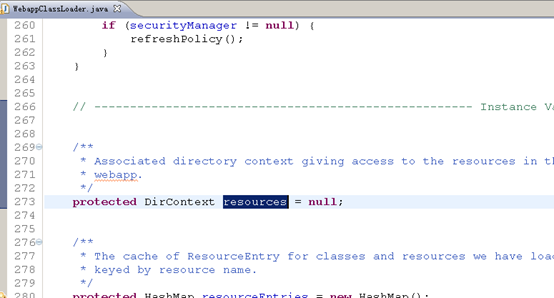 WebappClassLoader.java
260 if (securityManager != null) {
261 refreshPolicy();
262 }
263 }
264
265
266 // ----------------------------------------------------- Instance Va
267
268
269 /**
270 * Associated directory context giving access to the resources in th
271 * webapp.
272 */
273 protected DirContext resources = null;
274
275
276 /**
277 * The cache of ResourceEntry for classes and resources we have load
278 * keyed by resource name.
279 */
280 protected HashMap resourceEntries = new HashMap();